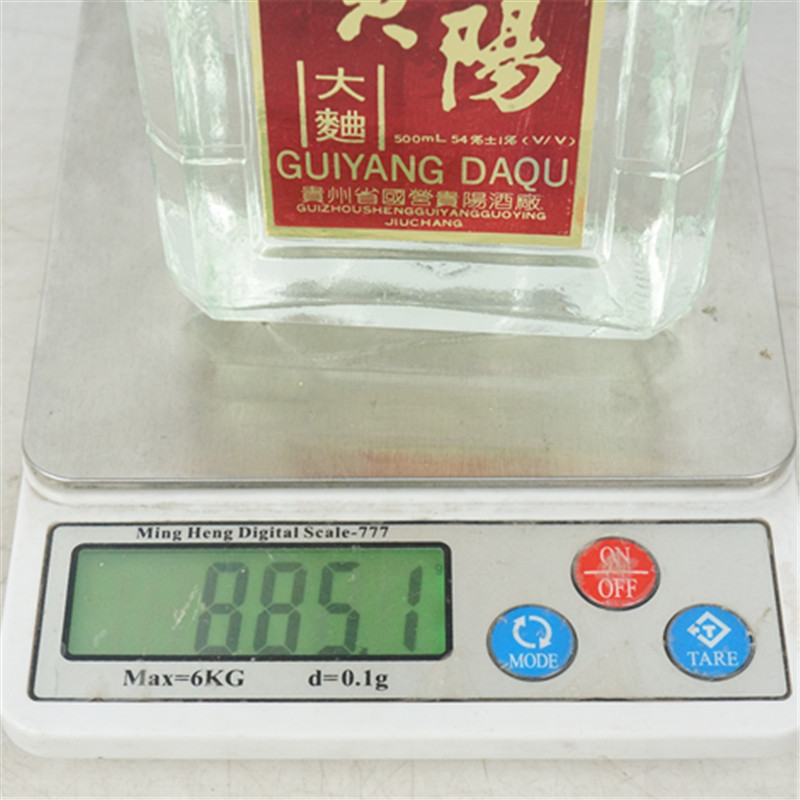 貴陽
大麯
500mL 54%±1%(V/V)
GUIYANG DAQU
貴州省國營貴陽酒廠
GUIZHOUSHENGGUIYANGGUOYING
JIUCHANG
Ming Heng Digital Scale-777
885.1 g
Max=6KG d=0.1g
ON
OFF
MODE
TARE